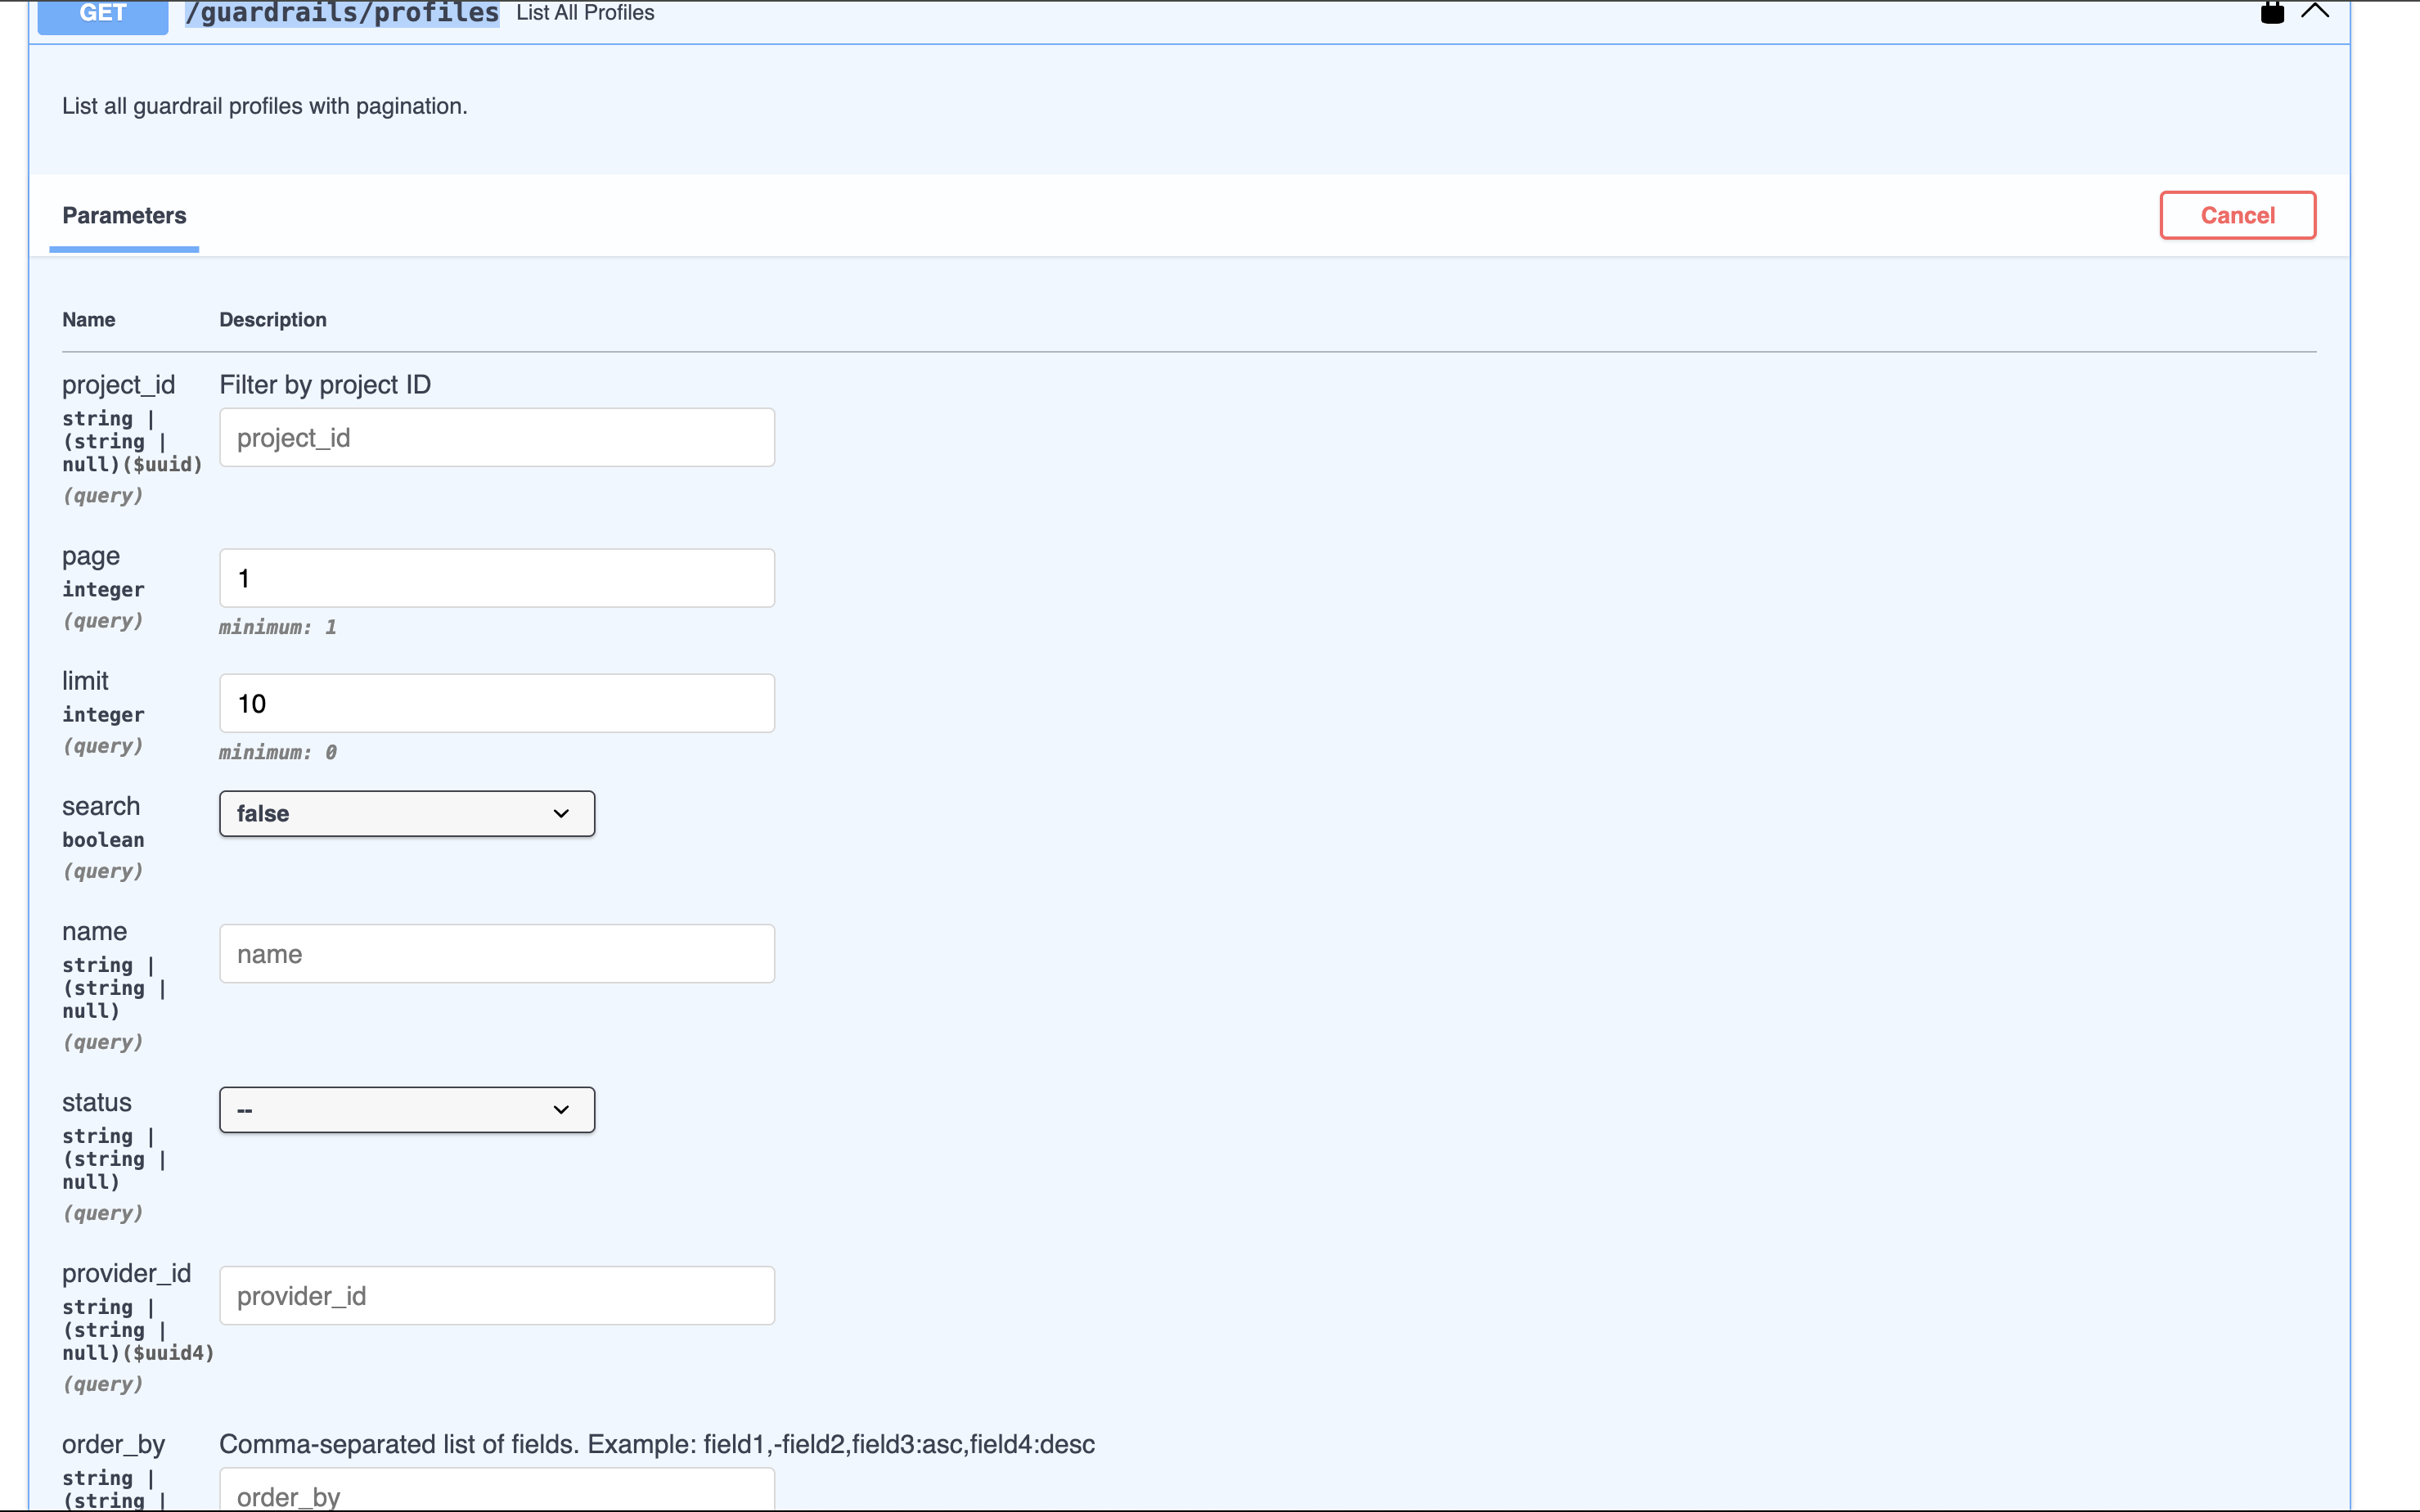 GET /guardrails/profiles List All Profiles
List all guardrail profiles with pagination.
Parameters
Cancel
Name Description
project_id Filter by project ID
string |
(string |
null)($uuid)
(query)
project_id
page
integer
(query)
1
minimum: 1
limit
integer
(query)
10
minimum: 0
search
boolean
(query)
false
name
string |
(string |
null)
(query)
name
status
string |
(string |
null)
(query)
--
provider_id
string |
(string |
null)($uuid4)
(query)
provider_id
order_by Comma-separated list of fields. Example: field1,-field2,field3:asc,field4:desc
string |
(string |
order_by